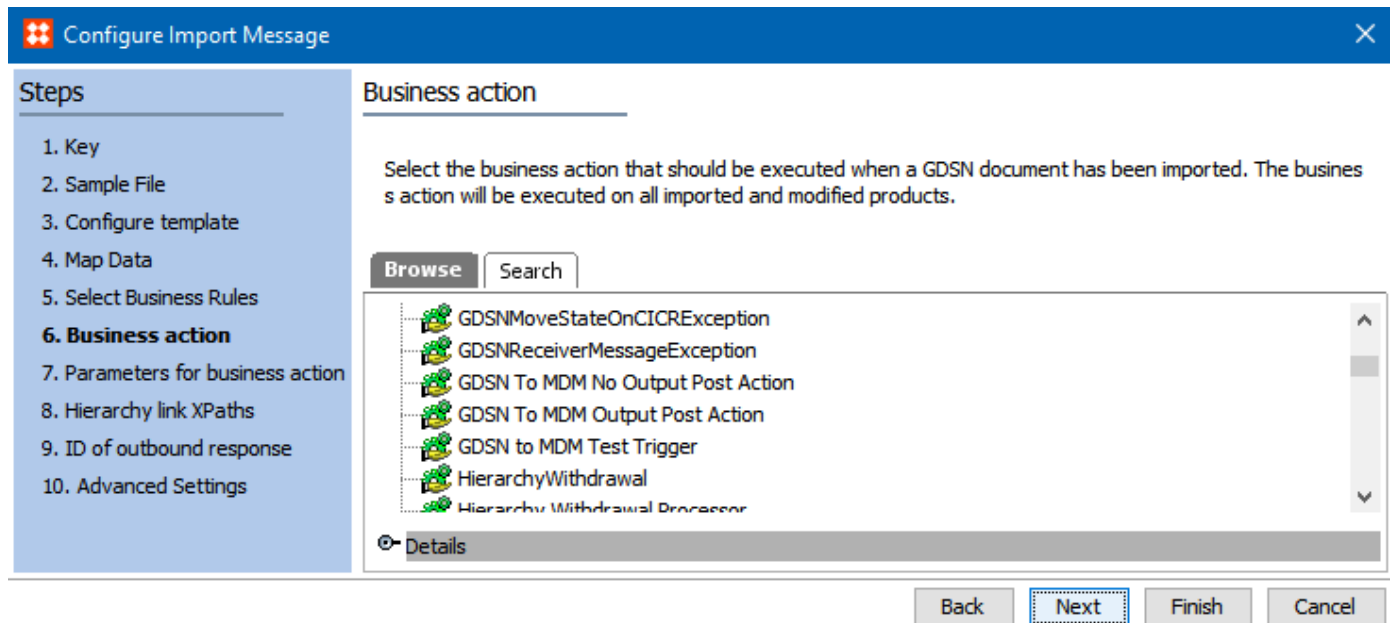 Configure Import Message
Steps
1. Key
2. Sample File
3. Configure template
4. Map Data
5. Select Business Rules
6. Business action
7. Parameters for business action
8. Hierarchy link XPaths
9. ID of outbound response
10. Advanced Settings
Business action
Select the business action that should be executed when a GDSN document has been imported. The busines
s action will be executed on all imported and modified products.
Browse
Search
GDSNMoveStateOnCICRException
GDSNReceiverMessageException
GDSN To MDM No Output Post Action
GDSN To MDM Output Post Action
GDSN to MDM Test Trigger
HierarchyWithdrawal
Hierarchy Withdrawal Processor
Details
Back
Next
Finish
Cancel